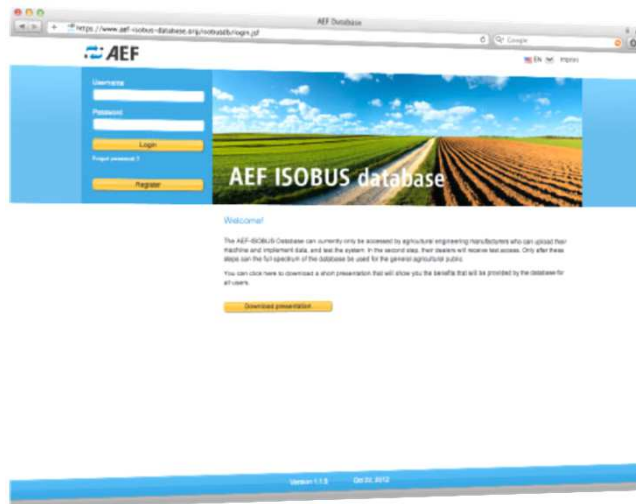 AEF Database
https://www.aef-isobus-database.org/isobusdb/login.jsf
Google
AEF
EN
Imprint
Username
Password
Login
Forgot password ?
Register
AEF ISOBUS database
Welcome!
The AEF-ISOBUS-Database can currently only be accessed by agricultural engineering manufacturers who can upload their
machine and implement data, and test the system. In the second step, their dealers will receive test access. Only after these
steps can the full spectrum of the database be used for the general agricultural public.
You can click here to download a short presentation that will show you the benefits that will be provided by the database for
all users.
Download presentation
Version 1.1.5 Oct 22, 2012